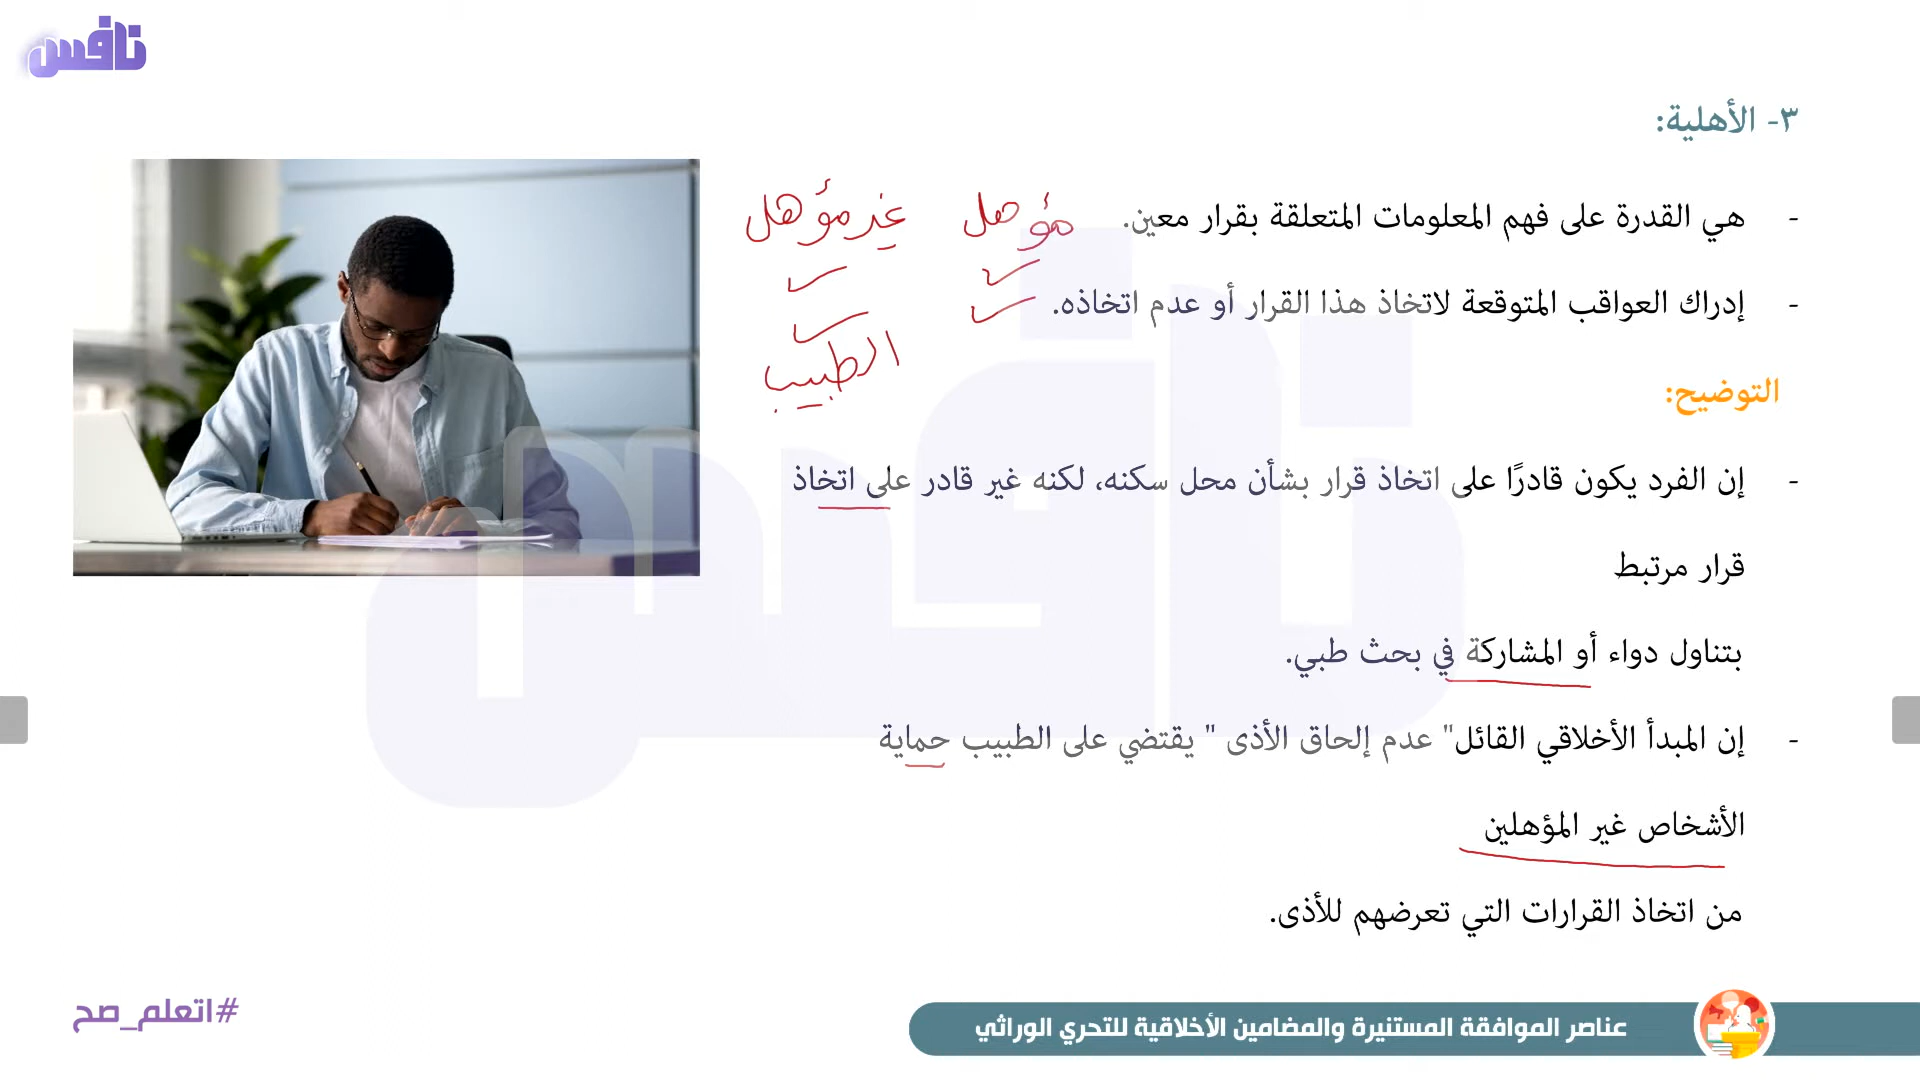 نافس
٣- الأهلية:
- هي القدرة على فهم المعلومات المتعلقة بقرار معين.
مؤهل
غير مؤهل
- إدراك العواقب المتوقعة لاتخاذ هذا القرار أو عدم اتخاذه.
الطبيب
التوضيح:
- إن الفرد يكون قادرًا على اتخاذ قرار بشأن محل سكنه، لكنه غير قادر على اتخاذ
قرار مرتبط
بتناول دواء أو المشاركة في بحث طبي.
- إن المبدأ الأخلاقي القائل" عدم إلحاق الأذى " يقتضي على الطبيب حماية
الأشخاص غير المؤهلين
من اتخاذ القرارات التي تعرضهم للأذى.
عناصر الموافقة المستنيرة والمضامين الأخلاقية للتحري الوراثي
#اتعلم_صح